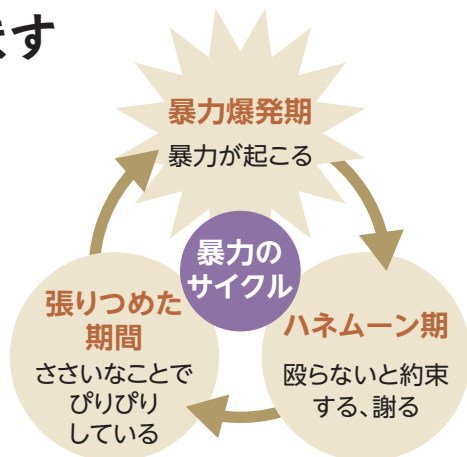 ます
暴力爆発期
暴力が起こる
暴力の
サイクル
張りつめた
期間
ささいなことで
ぴりぴり
している
ハネムーン期
殴らないと約束
する、謝る